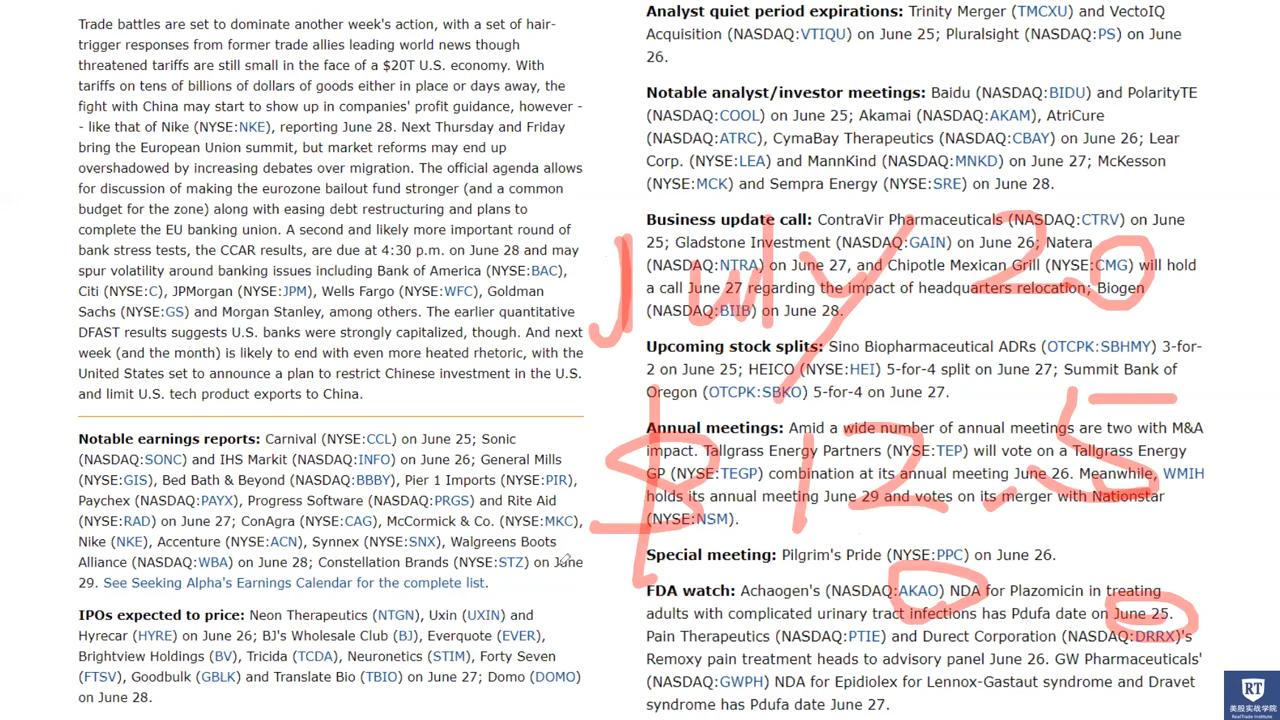 Trade battles are set to dominate another week's action, with a set of hair-
trigger responses from former trade allies leading world news though
threatened tariffs are still small in the face of a $20T U.S. economy. With
tariffs on tens of billions of dollars of goods either in place or days away, the
fight with China may start to show up in companies' profit guidance, however -
- like that of Nike (NYSE:NKE), reporting June 28. Next Thursday and Friday
bring the European Union summit, but market reforms may end up
overshadowed by increasing debates over migration. The official agenda allows
for discussion of making the eurozone bailout fund stronger (and a common
budget for the zone) along with easing debt restructuring and plans to
complete the EU banking union. A second and likely more important round of
bank stress tests, the CCAR results, are due at 4:30 p.m. on June 28 and may
spur volatility around banking issues including Bank of America (NYSE:BAC),
Citi (NYSE:C), JPMorgan (NYSE:JPM), Wells Fargo (NYSE:WFC), Goldman
Sachs (NYSE:GS) and Morgan Stanley, among others. The earlier quantitative
DFAST results suggests U.S. banks were strongly capitalized, though. And next
week (and the month) is likely to end with even more heated rhetoric, with the
United States set to announce a plan to restrict Chinese investment in the U.S.
and limit U.S. tech product exports to China.
Notable earnings reports: Carnival (NYSE:CCL) on June 25; Sonic
(NASDAQ:SONC) and IHS Markit (NASDAQ:INFO) on June 26; General Mills
(NYSE:GIS), Bed Bath & Beyond (NASDAQ:BBBY), Pier 1 Imports (NYSE:PIR),
Paychex (NASDAQ:PAYX), Progress Software (NASDAQ:PRGS) and Rite Aid
(NYSE:RAD) on June 27; ConAgra (NYSE:CAG), McCormick & Co. (NYSE:MKC),
Nike (NYSE:NKE), Accenture (NYSE:ACN), Synnex (NYSE:SNX), Walgreens Boots
Alliance (NASDAQ:WBA) on June 28; Constellation Brands (NYSE:STZ) on June
29. See Seeking Alpha's Earnings Calendar for the complete list.
IPOs expected to price: Neon Therapeutics (NTGN), Uxin (UXIN) and
Hyrecar (HYRE) on June 26; BJ's Wholesale Club (BJ), Everquote (EVER),
Brightview Holdings (BV), Tricida (TCDA), Neuronetics (STIM), Forty Seven
(FTSV), Goodbulk (GBLK) and Translate Bio (TBIO) on June 27; Domo (DOMO)
on June 28.
Analyst quiet period expirations: Trinity Merger (TMCXU) and VectoIQ
Acquisition (NASDAQ:VTIQU) on June 25; Pluralsight (NASDAQ:PS) on June
26.
Notable analyst/investor meetings: Baidu (NASDAQ:BIDU) and PolarityTE
(NASDAQ:COOL) on June 25; Akamai (NASDAQ:AKAM), AtriCure
(NASDAQ:ATRC), CymaBay Therapeutics (NASDAQ:CBAY) on June 26; Lear
Corp. (NYSE:LEA) and MannKind (NASDAQ:MNKD) on June 27; McKesson
(NYSE:MCK) and Sempra Energy (NYSE:SRE) on June 28.
Business update call: ContraVir Pharmaceuticals (NASDAQ:CTRV) on June
25; Gladstone Investment (NASDAQ:GAIN) on June 26; Natera
(NASDAQ:NTRA) on June 27, and Chipotle Mexican Grill (NYSE:CMG) will hold
a call June 27 regarding the impact of headquarters relocation; Biogen
(NASDAQ:BIIB) on June 28.
July 20
Upcoming stock splits: Sino Biopharmaceutical ADRs (OTCPK:SBHMY) 3-for-
2 on June 25; HEICO (NYSE:HEI) 5-for-4 split on June 27; Summit Bank of
Oregon (OTCPK:SBKO) 5-for-4 on June 27.
Annual meetings: Amid a wide number of annual meetings are two with M&A
impact. Tallgrass Energy Partners (NYSE:TEP) will vote on a Tallgrass Energy
GP (NYSE:TEGP) combination at its annual meeting June 26. Meanwhile, WMIH
holds its annual meeting June 29 and votes on its merger with Nationstar
(NYSE:NSM).
$12.5
Special meeting: Pilgrim's Pride (NYSE:PPC) on June 26.
FDA watch: Achaogen's (NASDAQ:AKAO) NDA for Plazomicin in treating
adults with complicated urinary tract infections has Pdufa date on June 25.
Pain Therapeutics (NASDAQ:PTIE) and Durect Corporation (NASDAQ:DRRX)'s
Remoxy pain treatment heads to advisory panel June 26. GW Pharmaceuticals'
(NASDAQ:GWPH) NDA for Epidiolex for Lennox-Gastaut syndrome and Dravet
syndrome has Pdufa date June 27.
RT
美股实战学院
RealTrade Institute